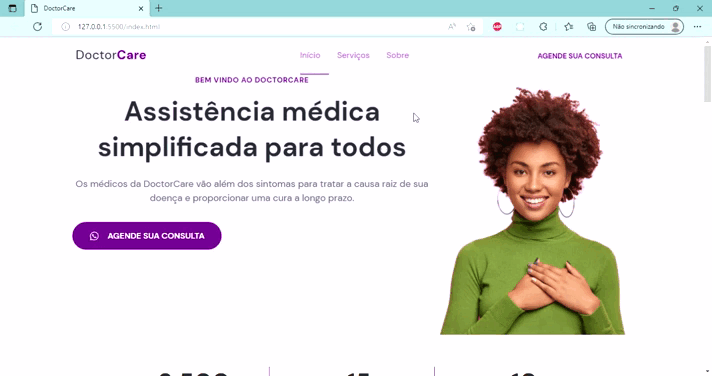 DoctorCare
127.0.0.1:5500/index.html
Não sincronizando
DoctorCare
Início Serviços Sobre
AGENDE SUA CONSULTA
BEM VINDO AO DOCTORCARE
Assistência médica
simplificada para todos
Os médicos da DoctorCare vão além dos sintomas para tratar a causa raiz de sua
doença e proporcionar uma cura a longo prazo.
AGENDE SUA CONSULTA